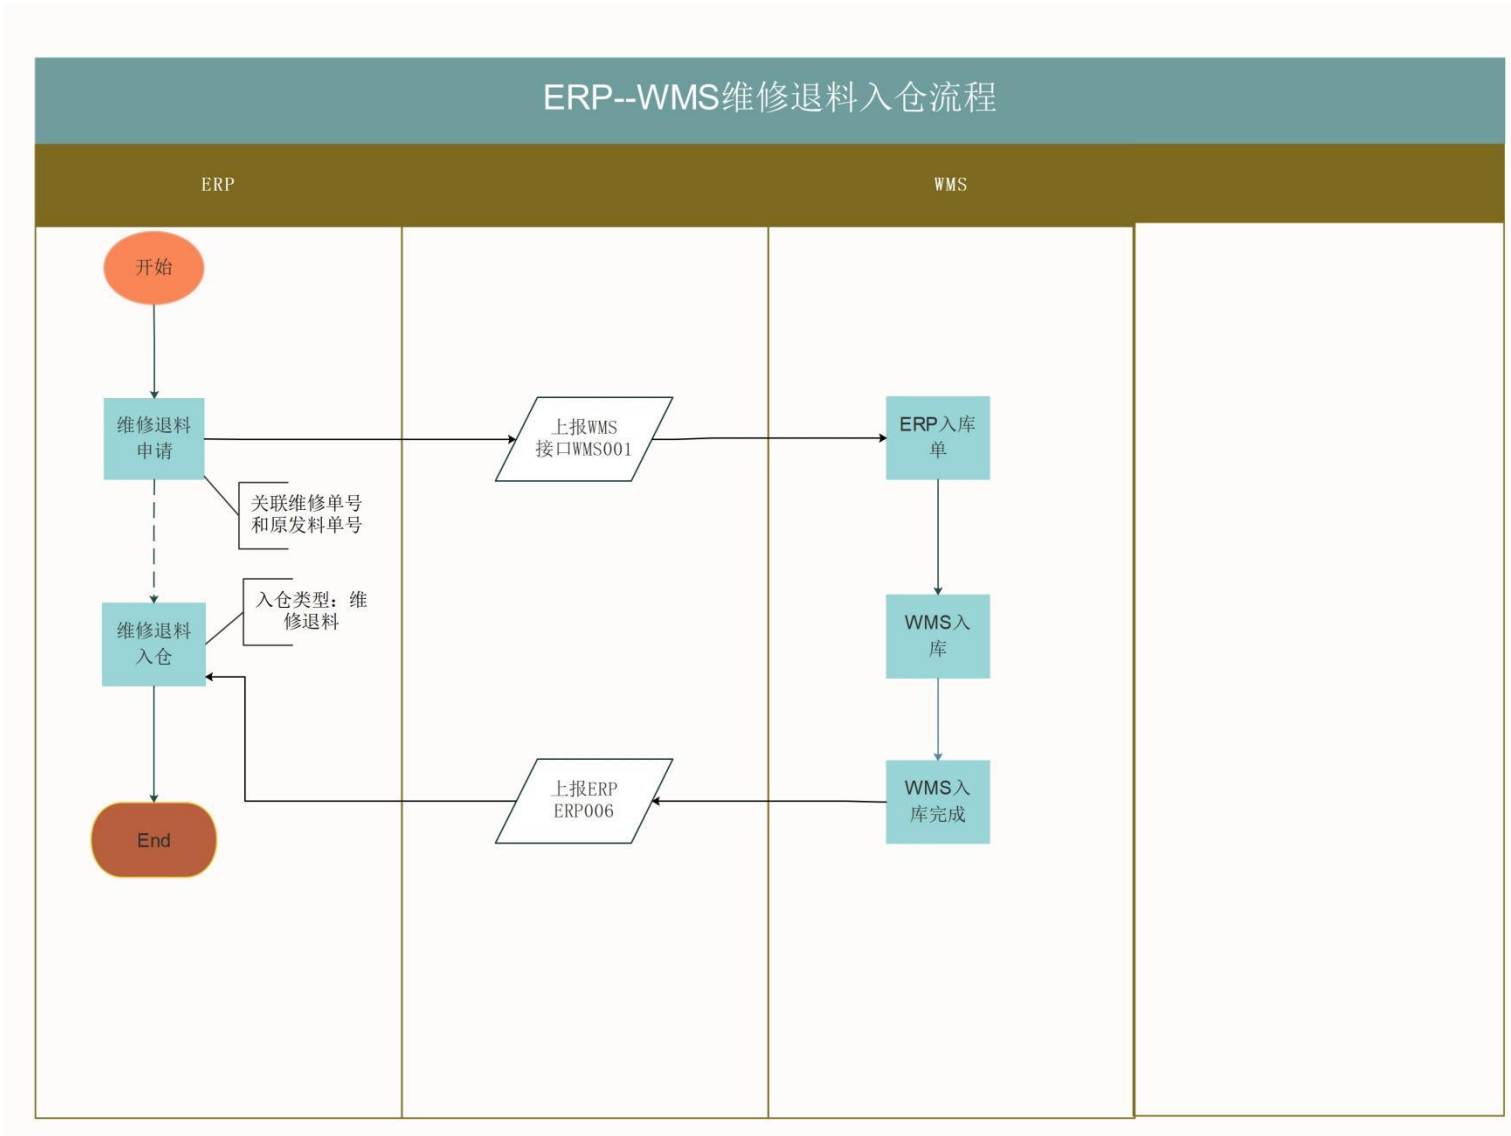 ERP--WMS维修退料入仓流程
ERP
WMS
开始
维修退料
申请
上报WMS
接口WMS001
ERP入库
单
关联维修单号
和原发料单号
入仓类型：维
修退料
维修退料
入仓
WMS入
库
上报ERP
ERP006
WMS入
库完成
End